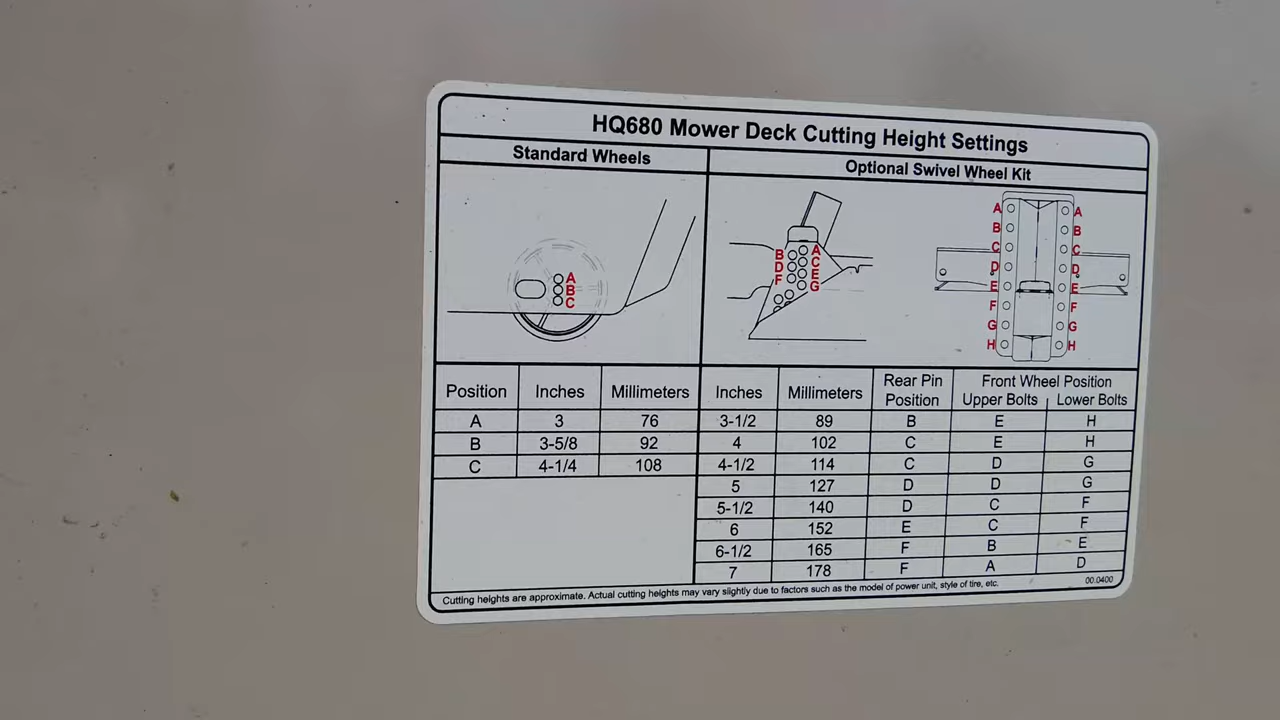 HQ680 Mower Deck Cutting Height Settings
Standard Wheels
Optional Swivel Wheel Kit
A
B
C
B A
D C
F E
G
A A
B B
C C
D D
E E
F F
G G
H H
Position Inches Millimeters
A 3 76
B 3-5/8 92
C 4-1/4 108
Inches Millimeters Rear Pin Position Front Wheel Position
Upper Bolts Lower Bolts
3-1/2 89 B E H
4 102 C E H
4-1/2 114 C D G
5 127 D D G
5-1/2 140 D C F
6 152 E C F
6-1/2 165 F B E
7 178 F A D
Cutting heights are approximate. Actual cutting heights may vary slightly due to factors such as the model of power unit, style of tire, etc.
00.0400